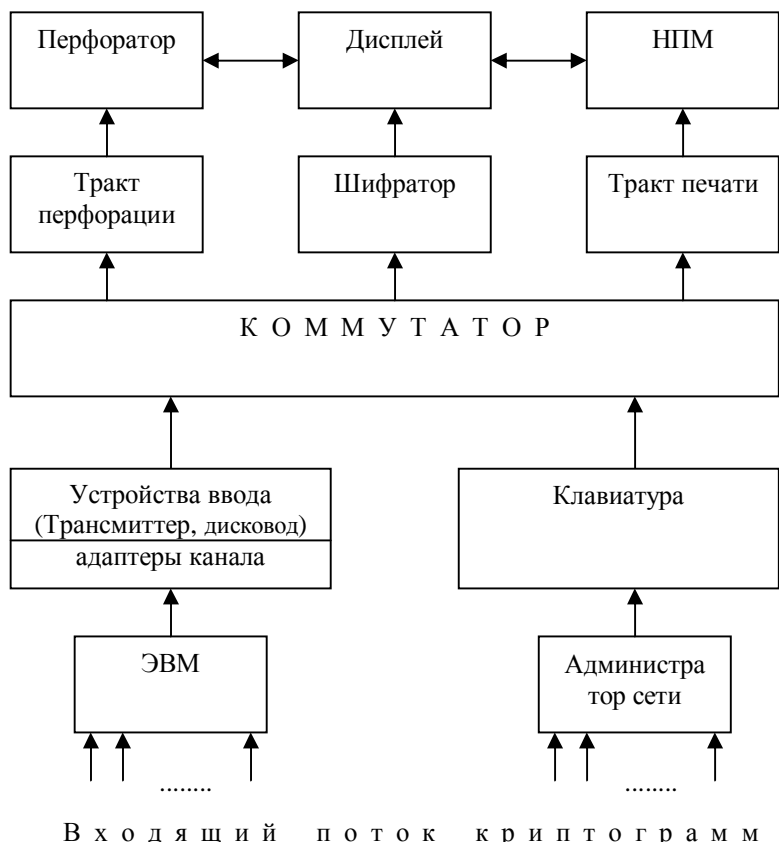 Перфоратор
Дисплей
НПМ
Тракт
перфорации
Шифратор
Тракт печати
К О М М У Т А Т О Р
Устройства ввода
(Трансмиттер, дисковод)
адаптеры канала
Клавиатура
ЭВМ
Администра
тор сети
........
........
В х о д я щ и й п о т о к к р и п т о г р а м м